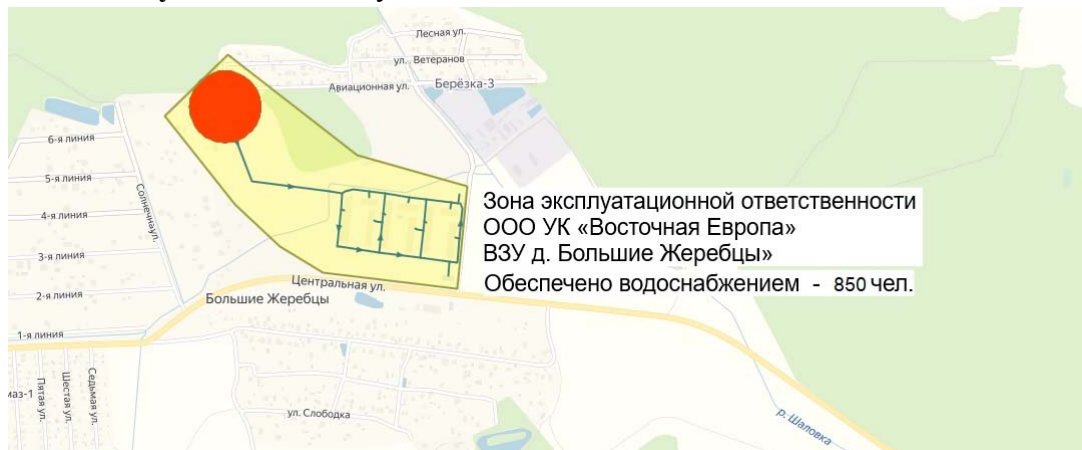 Лесная ул.
ул. Ветеранов
Авиационная ул.
Берёзка-3
6-я линия
5-я линия
Солнечная ул.
4-я линия
3-я линия
2-я линия
1-я линия
Зона эксплуатационной ответственности
ООО УК «Восточная Европа»
ВЗУ д. Большие Жеребцы»
Обеспечено водоснабжением - 850 чел.
Центральная ул.
Большие Жеребцы
маз-1
Пятая ул.
Шестая ул.
Седьмая ул.
ул. Слободка
р. Шаловка